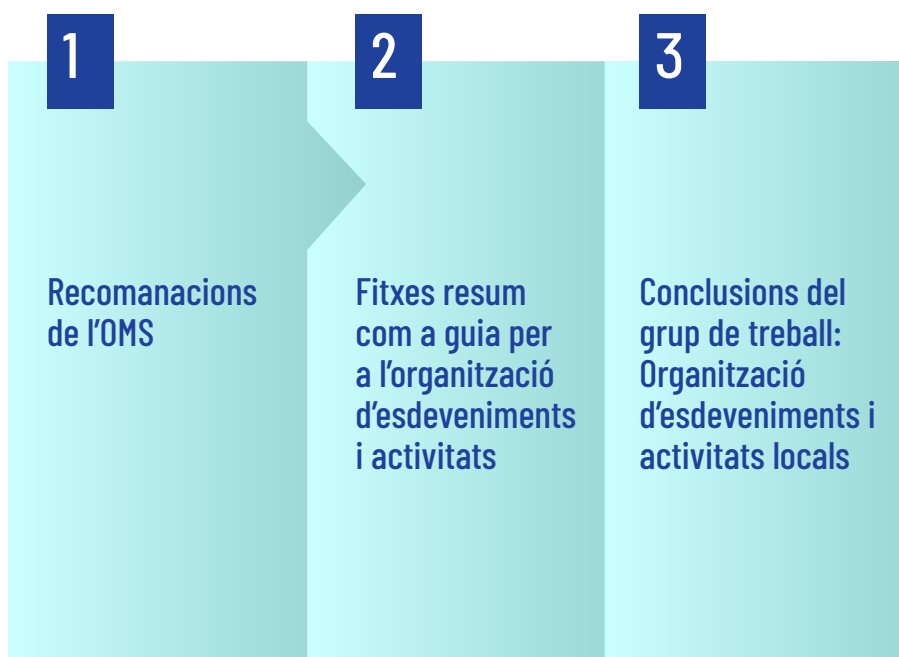 1
Recomanacions
de l'OMS
2
Fitxes resum
com a guia per
a l'organització
d'esdeveniments
i activitats
3
Conclusions del
grup de treball:
Organització
d'esdeveniments i
activitats locals